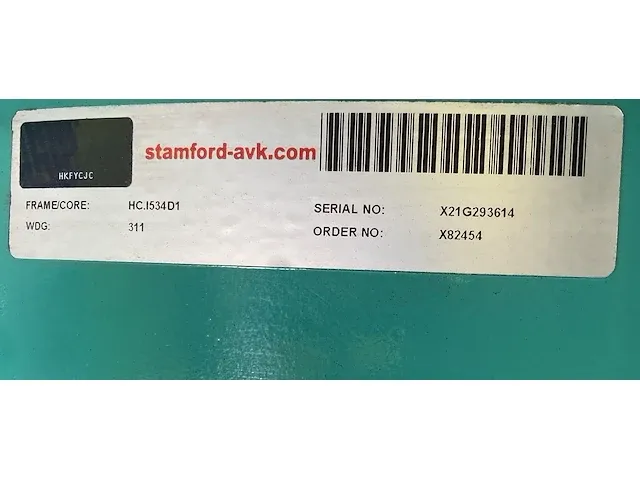 stamford-avk.com
HKFYCJC
FRAME/CORE: HC.I534D1
WDG: 311
SERIAL NO: X21G293614
ORDER NO: X82454